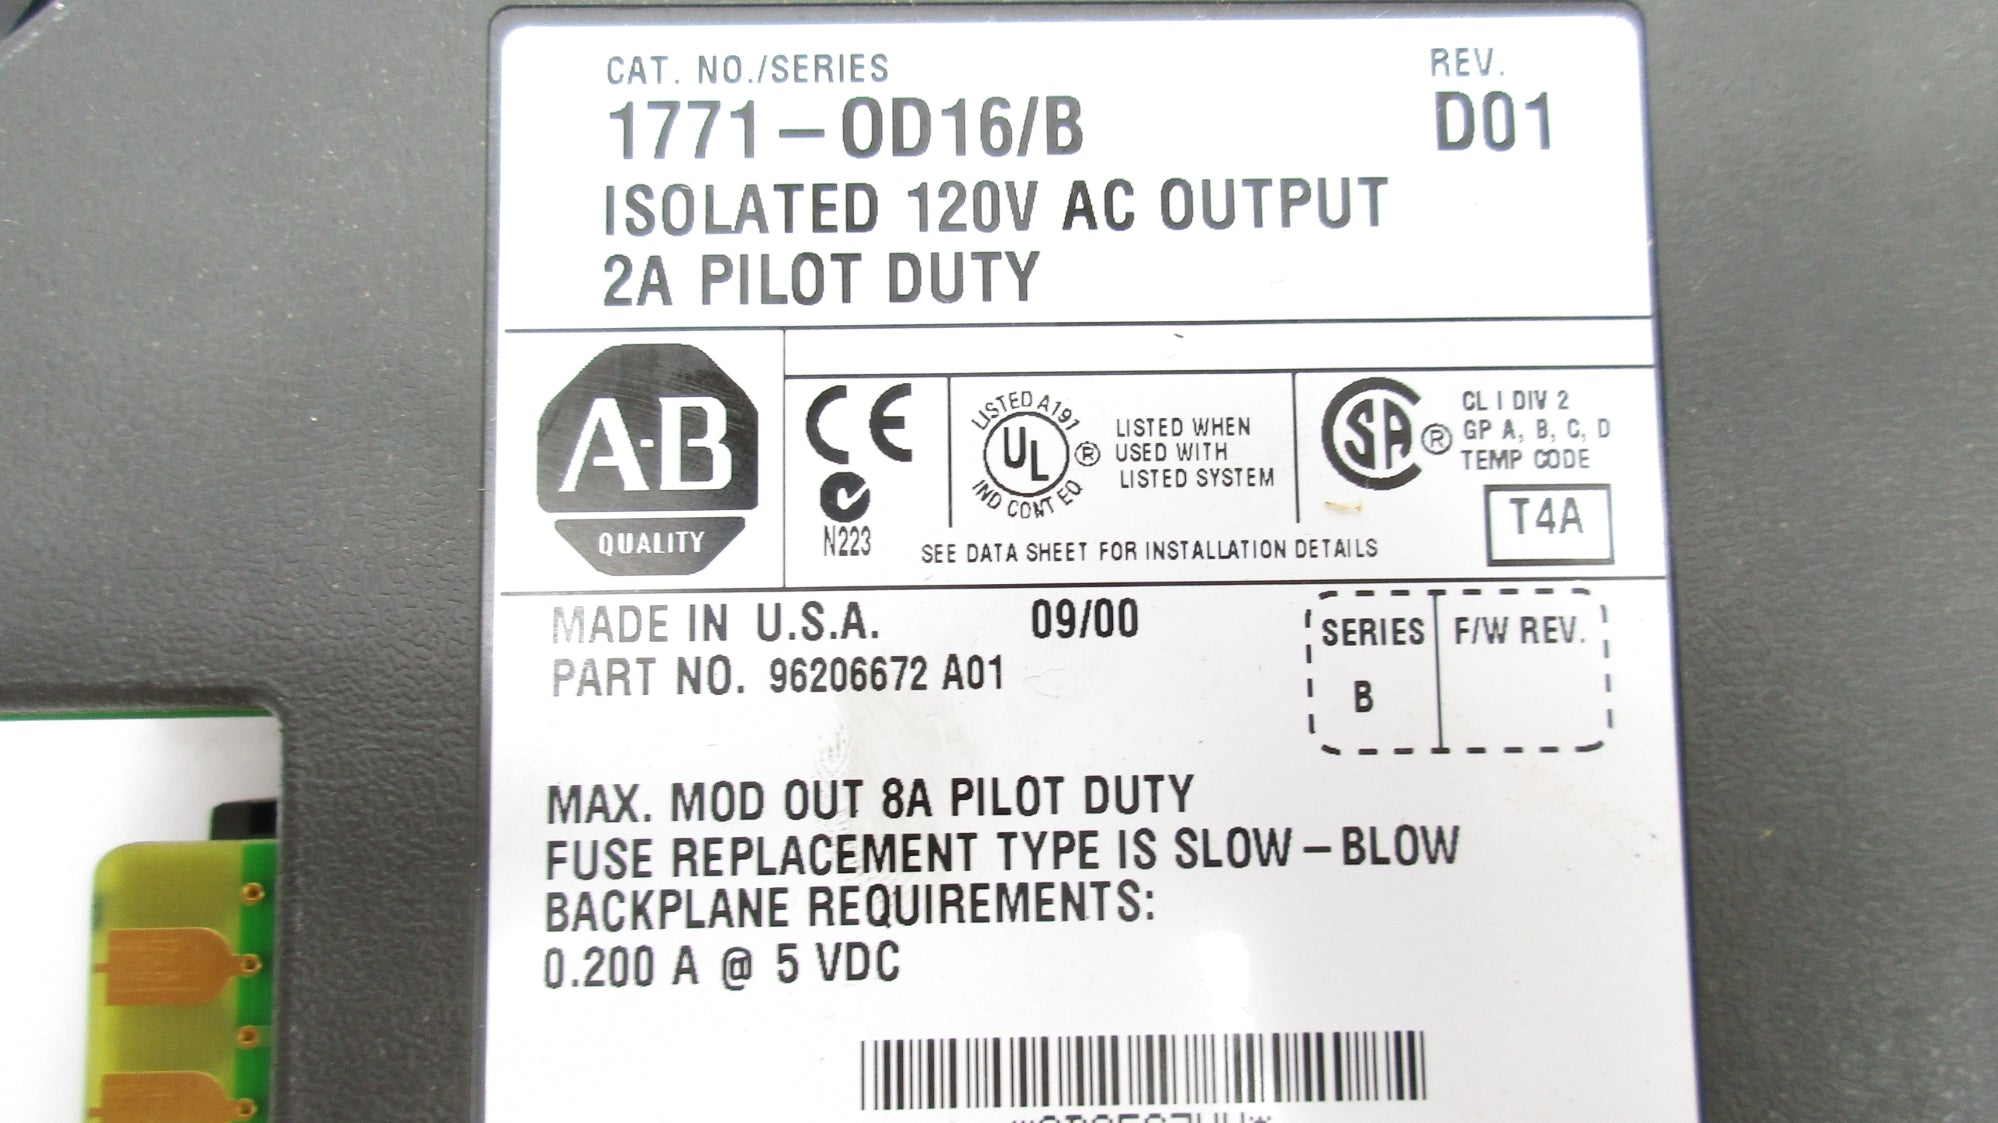 CAT. NO./SERIES REV.
1771-OD16/B D01
ISOLATED 120V AC OUTPUT
2A PILOT DUTY
A-B
QUALITY
CE
N223
LISTED A191
UL ®
IND CONT EQ
LISTED WHEN
USED WITH
LISTED SYSTEM
SA ®
CL I DIV 2
GP A, B, C, D
TEMP CODE
T4A
SEE DATA SHEET FOR INSTALLATION DETAILS
MADE IN U.S.A. 09/00
PART NO. 96206672 A01
SERIES F/W REV.
B
MAX. MOD OUT 8A PILOT DUTY
FUSE REPLACEMENT TYPE IS SLOW-BLOW
BACKPLANE REQUIREMENTS:
0.200 A @ 5 VDC